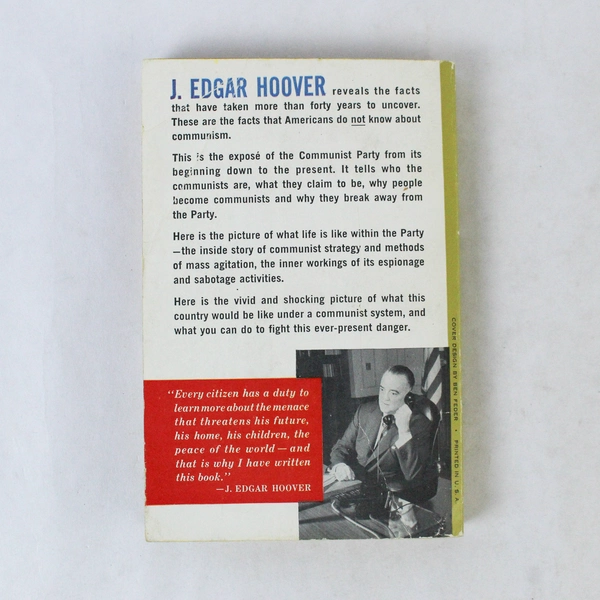 J. EDGAR HOOVER reveals the facts
that have taken more than forty years to uncover.
These are the facts that Americans do not know about
communism.
This is the exposé of the Communist Party from its
beginning down to the present. It tells who the
communists are, what they claim to be, why people
become communists and why they break away from
the Party.
Here is the picture of what life is like within the Party
—the inside story of communist strategy and methods
of mass agitation, the inner workings of its espionage
and sabotage activities.
Here is the vivid and shocking picture of what this
country would be like under a communist system, and
what you can do to fight this ever-present danger.
“Every citizen has a duty to
learn more about the menace
that threatens his future,
his home, his children, the
peace of the world — and
that is why I have written
this book.”
—J. EDGAR HOOVER
COVER DESIGN BY BEN FEDER • PRINTED IN U. S. A.